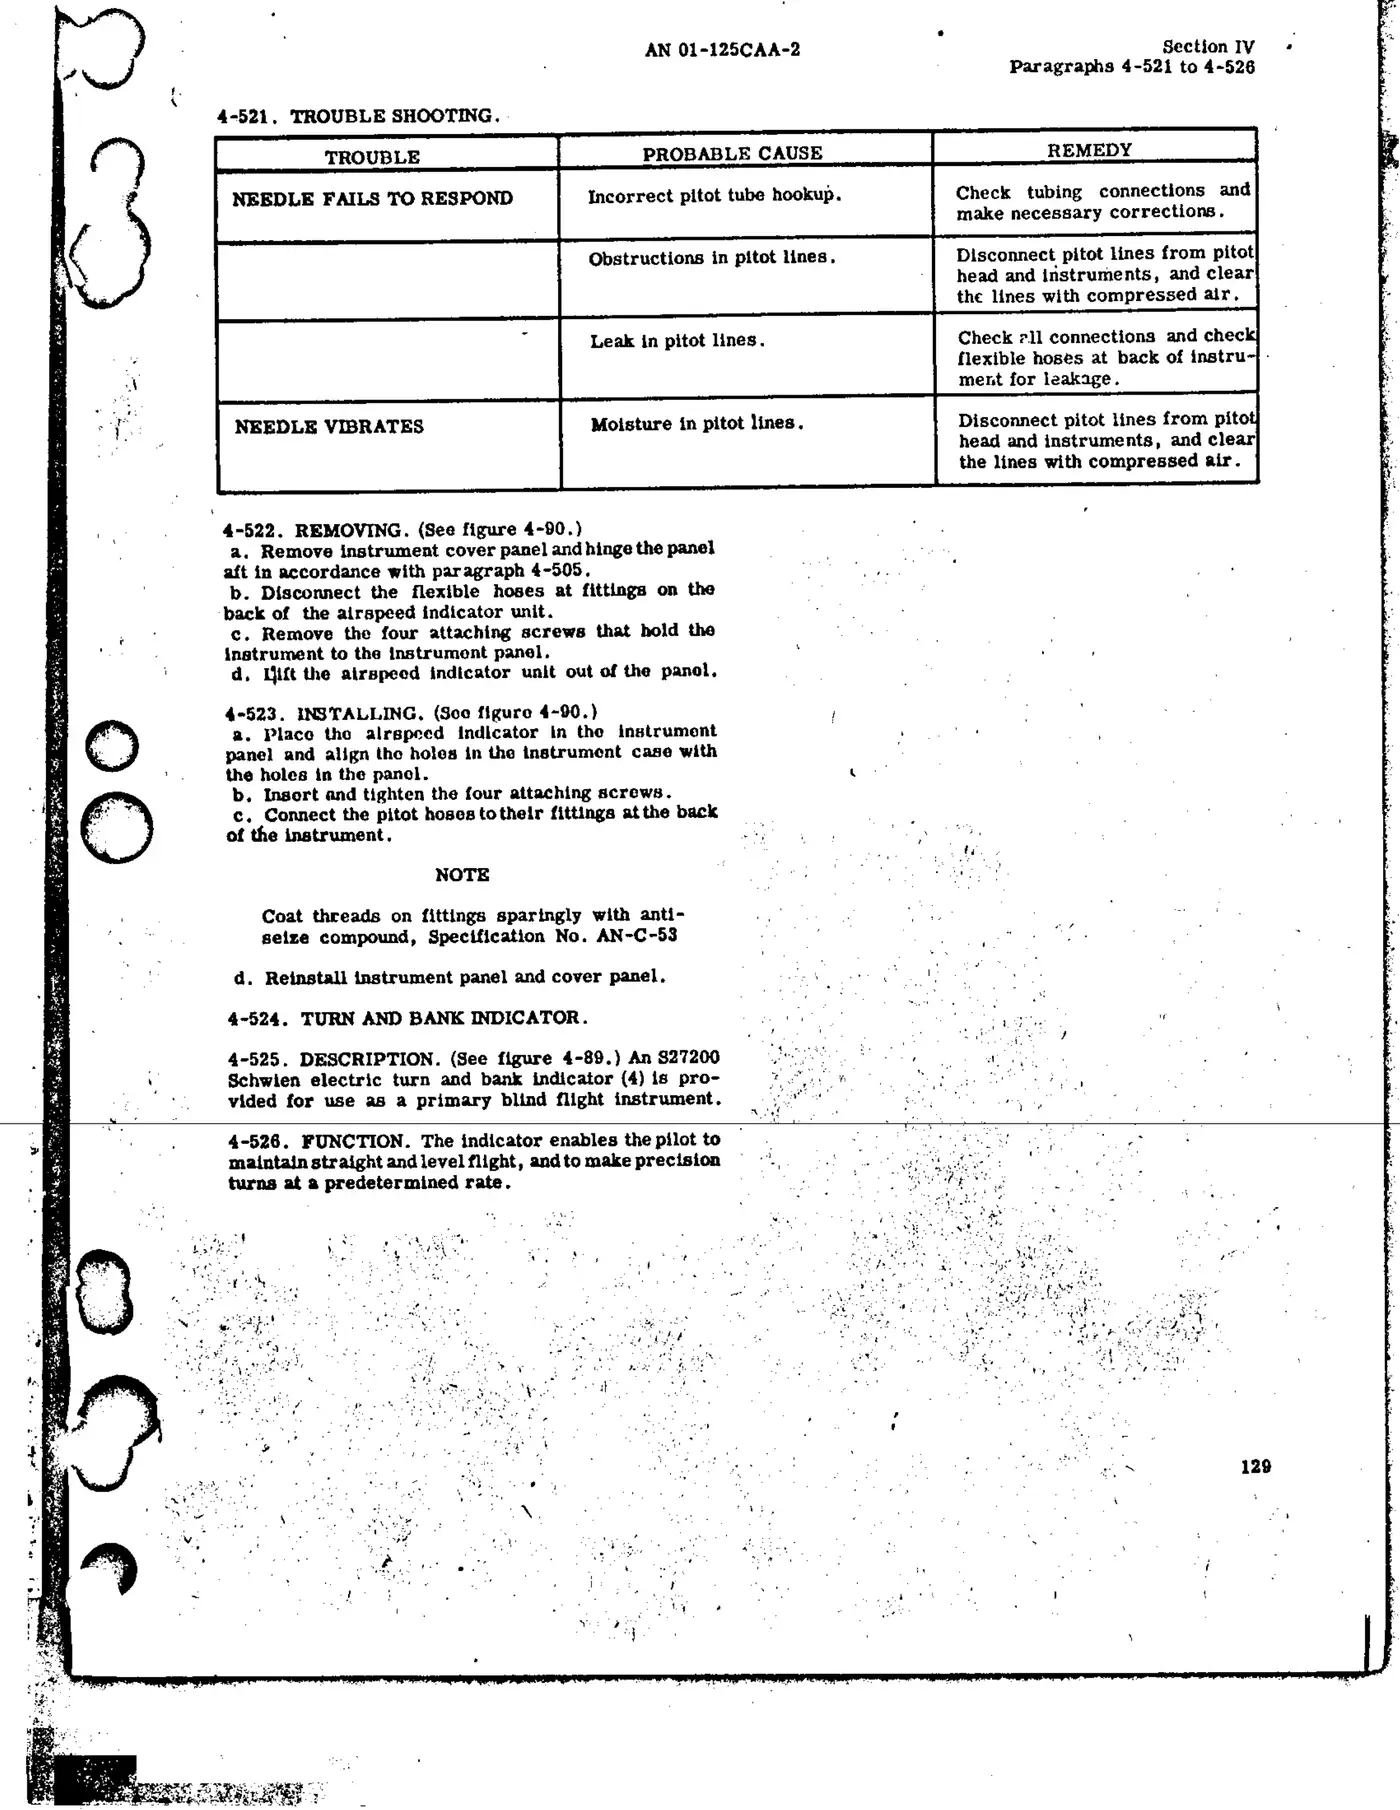 AN 01-125CAA-2
Section IV
Paragraphs 4-521 to 4-526
4-521. TROUBLE SHOOTING.
TROUBLE PROBABLE CAUSE REMEDY
NEEDLE FAILS TO RESPOND
Incorrect pitot tube hookup.
Check tubing connections and
make necessary corrections.
Obstructions in pitot lines.
Disconnect pitot lines from pitot
head and instruments, and clear
the lines with compressed air.
Leak in pitot lines.
Check all connections and check
flexible hoses at back of instru-
ment for leakage.
NEEDLE VIBRATES
Moisture in pitot lines.
Disconnect pitot lines from pitot
head and instruments, and clear
the lines with compressed air.
4-522. REMOVING. (See figure 4-90.)
a. Remove instrument cover panel and hinge the panel
aft in accordance with paragraph 4-505.
b. Disconnect the flexible hoses at fittings on the
back of the airspeed indicator unit.
c. Remove the four attaching screws that hold the
instrument to the instrument panel.
d. Lift the airspeed indicator unit out of the panel.
4-523. INSTALLING. (See figure 4-90.)
a. Place the airspeed indicator in the instrument
panel and align the holes in the instrument case with
the holes in the panel.
b. Insert and tighten the four attaching screws.
c. Connect the pitot hoses to their fittings at the back
of the instrument.
NOTE
Coat threads on fittings sparingly with anti-
seize compound, Specification No. AN-C-53
d. Reinstall instrument panel and cover panel.
4-524. TURN AND BANK INDICATOR.
4-525. DESCRIPTION. (See figure 4-89.) An S27200
Schwien electric turn and bank indicator (4) is pro-
vided for use as a primary blind flight instrument.
4-526. FUNCTION. The indicator enables the pilot to
maintain straight and level flight, and to make precision
turns at a predetermined rate.
129